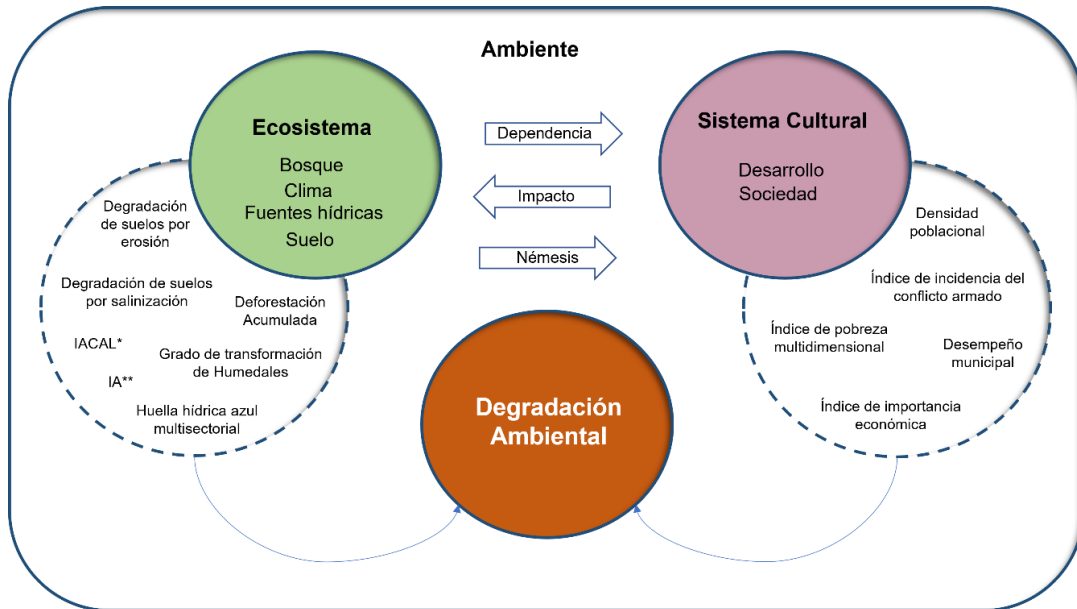 Ambiente
Ecosistema
Bosque
Clima
Fuentes hídricas
Suelo
Dependencia
Impacto
Némesis
Sistema Cultural
Desarrollo
Sociedad
Degradación
de suelos por
erosión
Degradación de suelos
por salinización
Deforestación
Acumulada
IACAL*
Grado de transformación
de Humedales
IA**
Huella hídrica azul
multisectorial
Degradación
Ambiental
Densidad
poblacional
Índice de incidencia del
conflicto armado
Índice de pobreza
multidimensional
Desempeño
municipal
Índice de importancia
económica